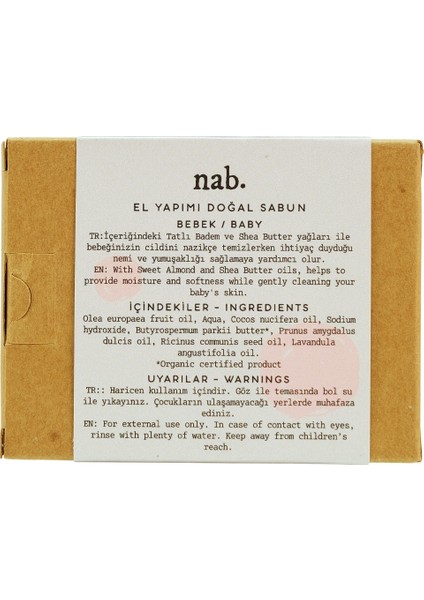 nab.
EL YAPIMI DOĞAL SABUN
BEBEK / BABY
TR:İçeriğindeki Tatlı Badem ve Shea Butter yağları ile
bebeğinizin cildini nazikçe temizlerken ihtiyaç duyduğu
nemi ve yumuşaklığı sağlamaya yardımcı olur.
EN: With Sweet Almond and Shea Butter oils, helps to
provide moisture and softness while gently cleaning your
baby's skin.
İÇİNDEKİLER – INGREDIENTS
Olea europaea fruit oil, Aqua, Cocos nucifera oil, Sodium
hydroxide, Butyrospermum parkii butter*, Prunus amygdalus
dulcis oil, Ricinus communis seed oil, Lavandula
angustifolia oil.
*Organic certified product
UYARILAR – WARNINGS
TR:: Haricen kullanım içindir. Göz ile temasında bol su
ile yıkayınız. Çocukların ulaşamayacağı yerlerde muhafaza
ediniz.
EN: For external use only. In case of contact with eyes,
rinse with plenty of water. Keep away from children's
reach.